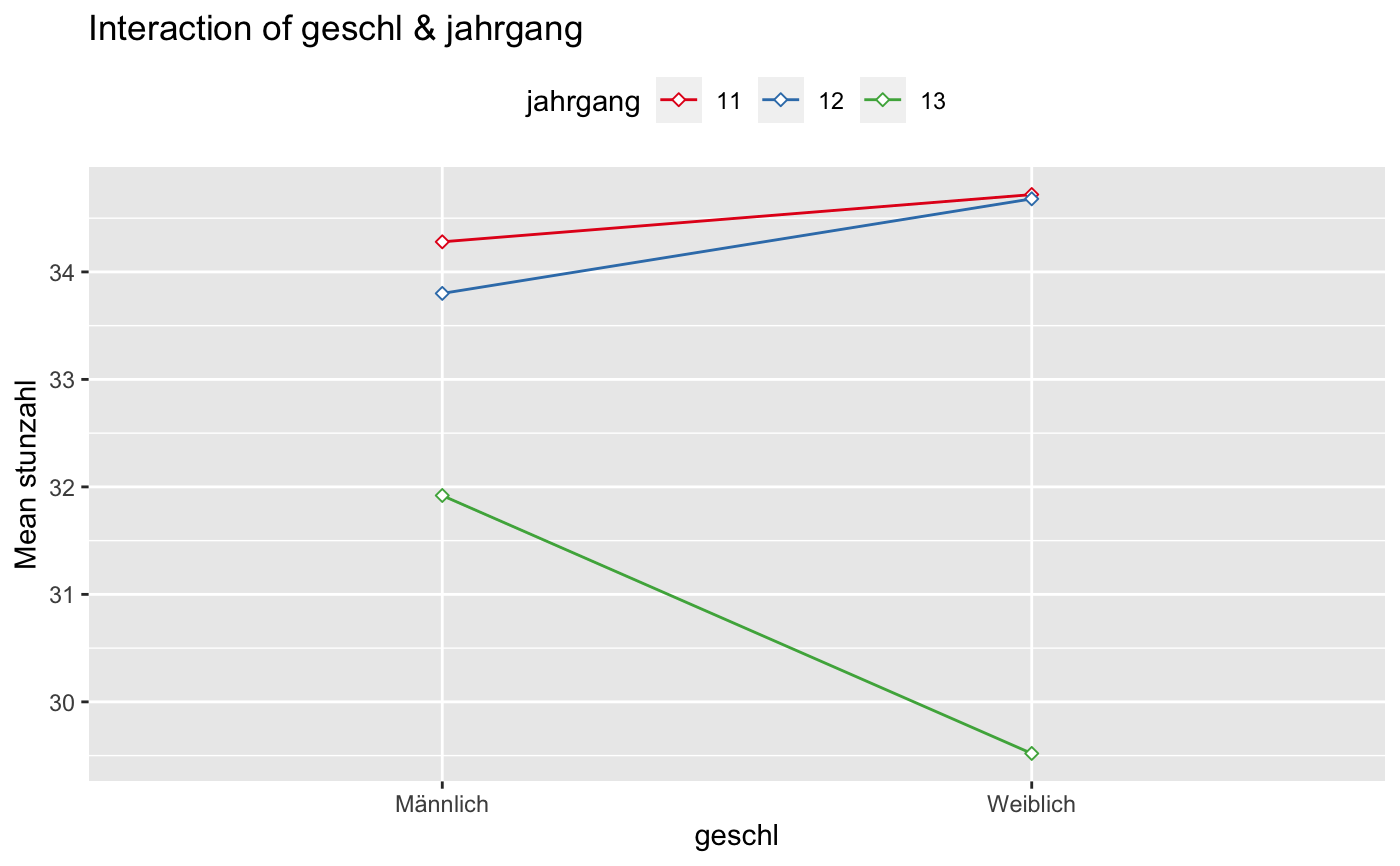 Interaction of geschl & jahrgang
jahrgang 11 12 13
34
33
32
31
30
Mean stunzahl
Männlich Weiblich
geschl